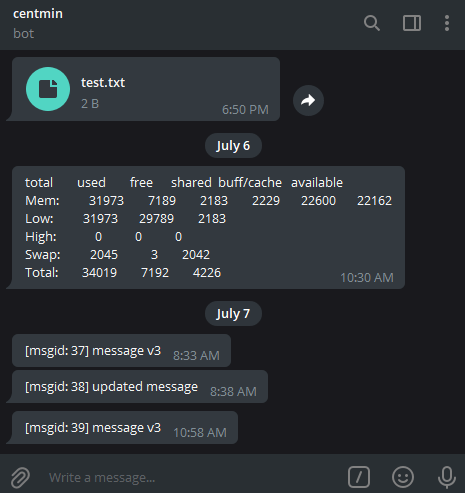 centmin
bot
test.txt
2 B
6:50 PM
July 6
total used free shared buff/cache available
Mem: 31973 7189 2183 2229 22600 22162
Low: 31973 29789 2183
High: 0 0 0
Swap: 2045 3 2042
Total: 34019 7192 4226
10:30 AM
July 7
[msgid: 37] message v3 8:33 AM
[msgid: 38] updated message 8:38 AM
[msgid: 39] message v3 10:58 AM
Write a message...